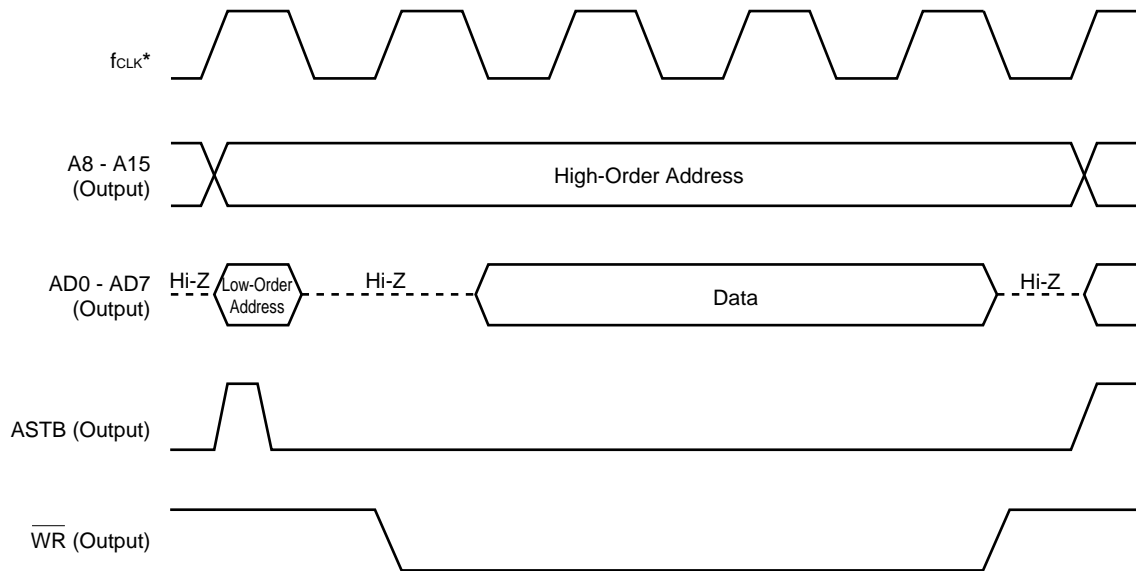 fCLK*
A8 - A15
(Output)
High-Order Address
AD0 - AD7
(Output)
Hi-Z
Low-Order
Address
Hi-Z
Data
Hi-Z
ASTB (Output)
WR (Output)